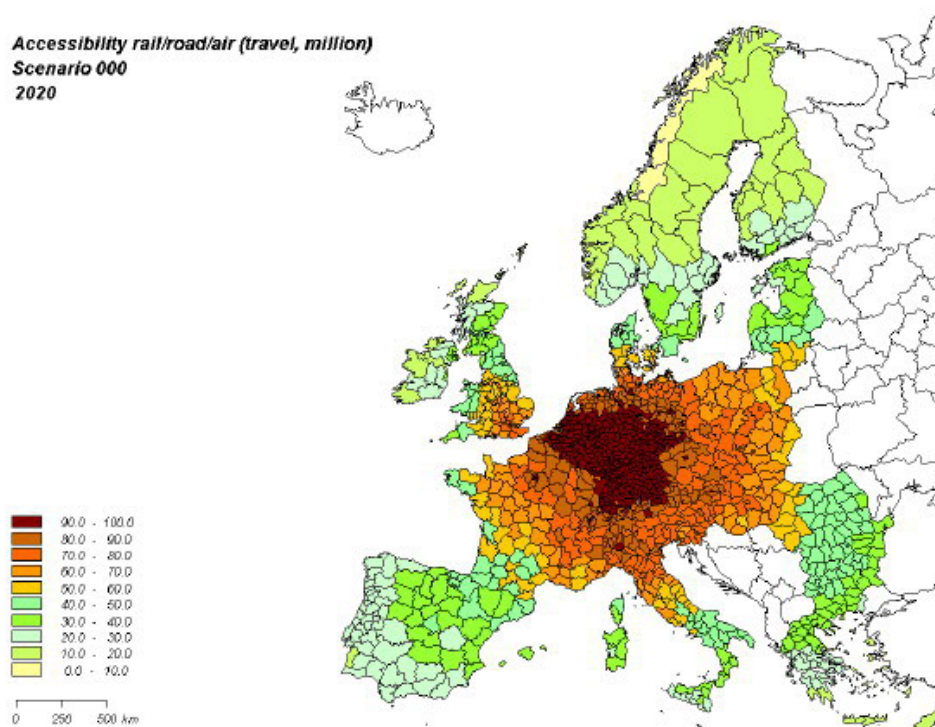 Accessibility rail/road/air (travel, million)
Scenario 000
2020
90.0 - 100.0
80.0 - 90.0
70.0 - 80.0
60.0 - 70.0
50.0 - 60.0
40.0 - 50.0
30.0 - 40.0
20.0 - 30.0
10.0 - 20.0
0.0 - 10.0
0 250 500 km